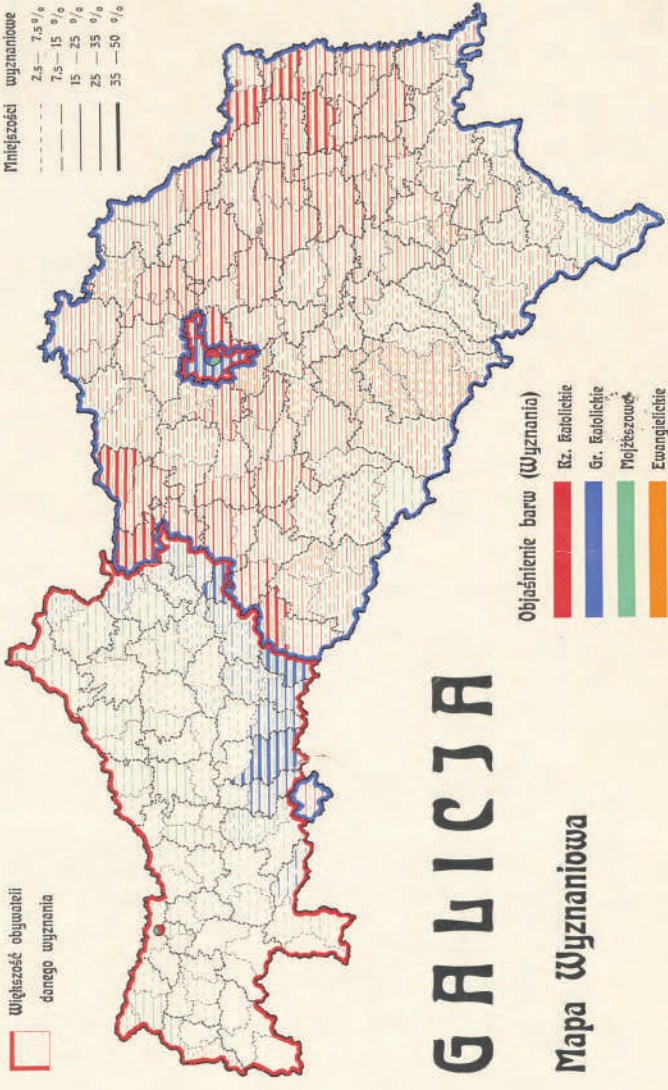 Większość obywateli
danego wyznania
Mniejszości wyznaniowe
2,5 — 7,5 %
7,5 — 15 %
15 — 25 %
25 — 35 %
35 — 50 %
GALICJA
Mapa Wyznaniowa
Objaśnienie barw (Wyznania)
Rz. Katolickie
Gr. Katolickie
Mojżeszowe
Ewangielickie